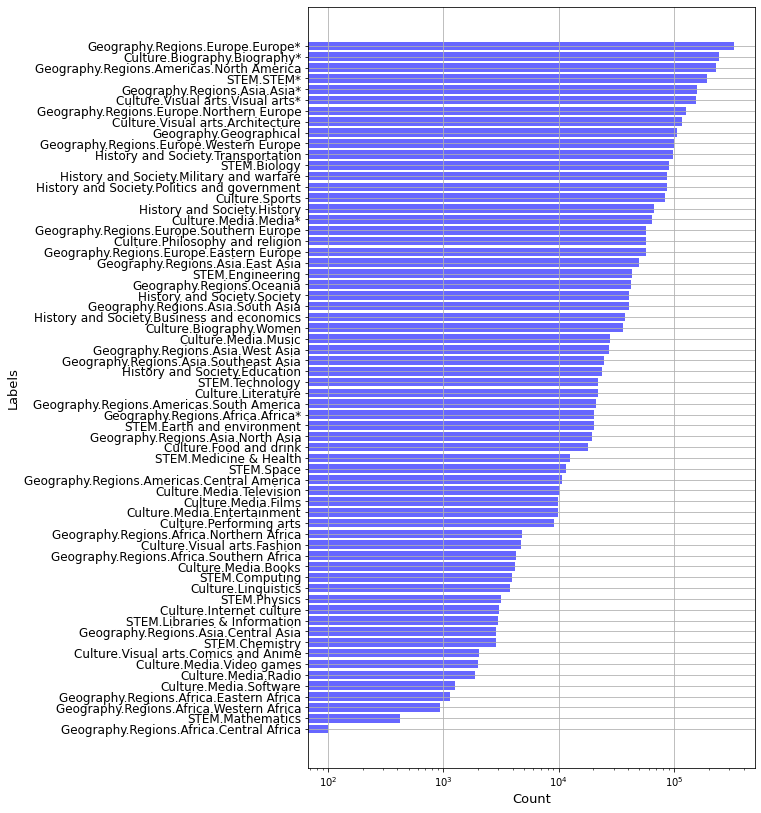 Geography.Regions.Europe.Europe*
Culture.Biography.Biography*
Geography.Regions.Americas.North America
STEM.STEM*
Geography.Regions.Asia.Asia*
Culture.Visual arts.Visual arts*
Geography.Regions.Europe.Northern Europe
Culture.Visual arts.Architecture
Geography.Geographical
Geography.Regions.Europe.Western Europe
History and Society.Transportation
STEM.Biology
History and Society.Military and warfare
History and Society.Politics and government
Culture.Sports
History and Society.History
Culture.Media.Media*
Geography.Regions.Europe.Southern Europe
Culture.Philosophy and religion
Geography.Regions.Europe.Eastern Europe
Geography.Regions.Asia.East Asia
STEM.Engineering
Geography.Regions.Oceania
History and Society.Society
Geography.Regions.Asia.South Asia
History and Society.Business and economics
Culture.Biography.Women
Culture.Media.Music
Geography.Regions.Asia.West Asia
Geography.Regions.Asia.Southeast Asia
History and Society.Education
STEM.Technology
Culture.Literature
Geography.Regions.Americas.South America
Geography.Regions.Africa.Africa*
STEM.Earth and environment
Geography.Regions.Asia.North Asia
Culture.Food and drink
STEM.Medicine & Health
STEM.Space
Geography.Regions.Americas.Central America
Culture.Media.Television
Culture.Media.Films
Culture.Media.Entertainment
Culture.Performing arts
Geography.Regions.Africa.Northern Africa
Culture.Visual arts.Fashion
Geography.Regions.Africa.Southern Africa
Culture.Media.Books
STEM.Computing
Culture.Linguistics
STEM.Physics
Culture.Internet culture
STEM.Libraries & Information
Geography.Regions.Asia.Central Asia
STEM.Chemistry
Culture.Visual arts.Comics and Anime
Culture.Media.Video games
Culture.Media.Radio
Culture.Media.Software
Geography.Regions.Africa.Eastern Africa
Geography.Regions.Africa.Western Africa
STEM.Mathematics
Geography.Regions.Africa.Central Africa
Labels
10² 10³ 10⁴ 10⁵
Count